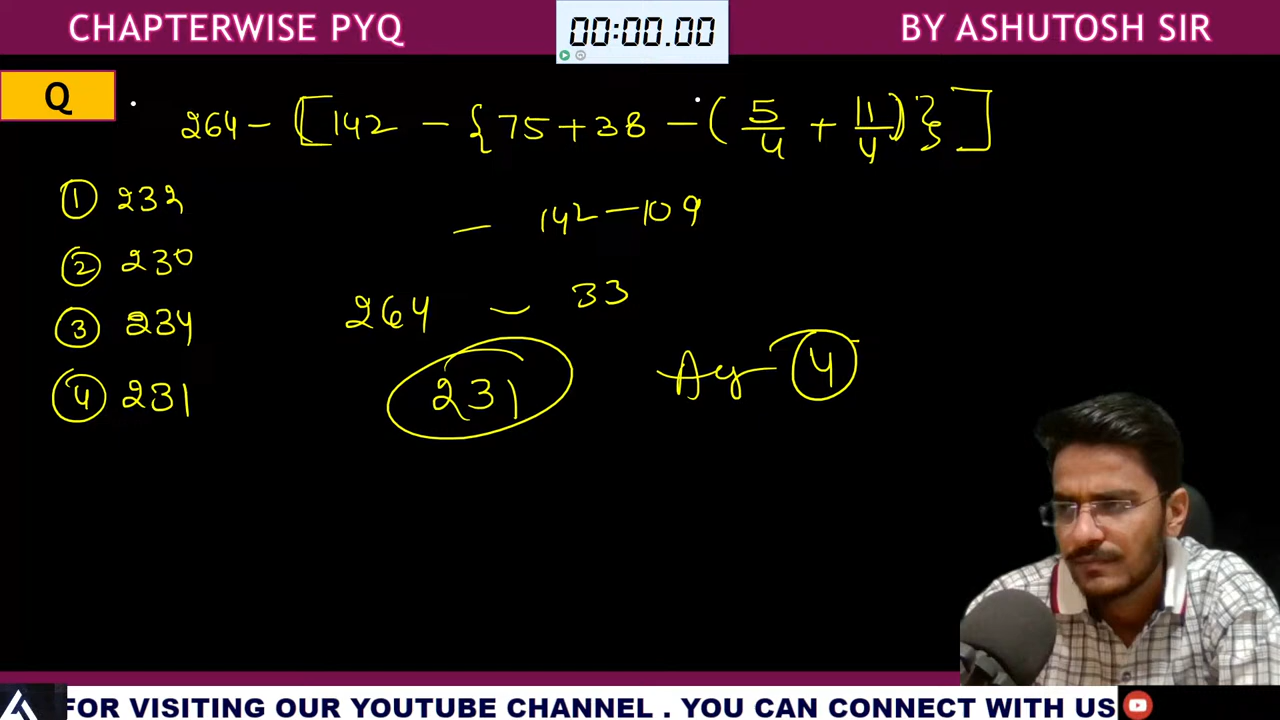 CHAPTERWISE PYQ
00:00.00
BY ASHUTOSH SIR
Q
264 - [142 - {75 + 38 - (5/4 + 11/4)}]
① 232
② 230
③ 234
④ 231
- 142 - 109
264 - 33
231
④
FOR VISITING OUR YOUTUBE CHANNEL . YOU CAN CONNECT WITH US